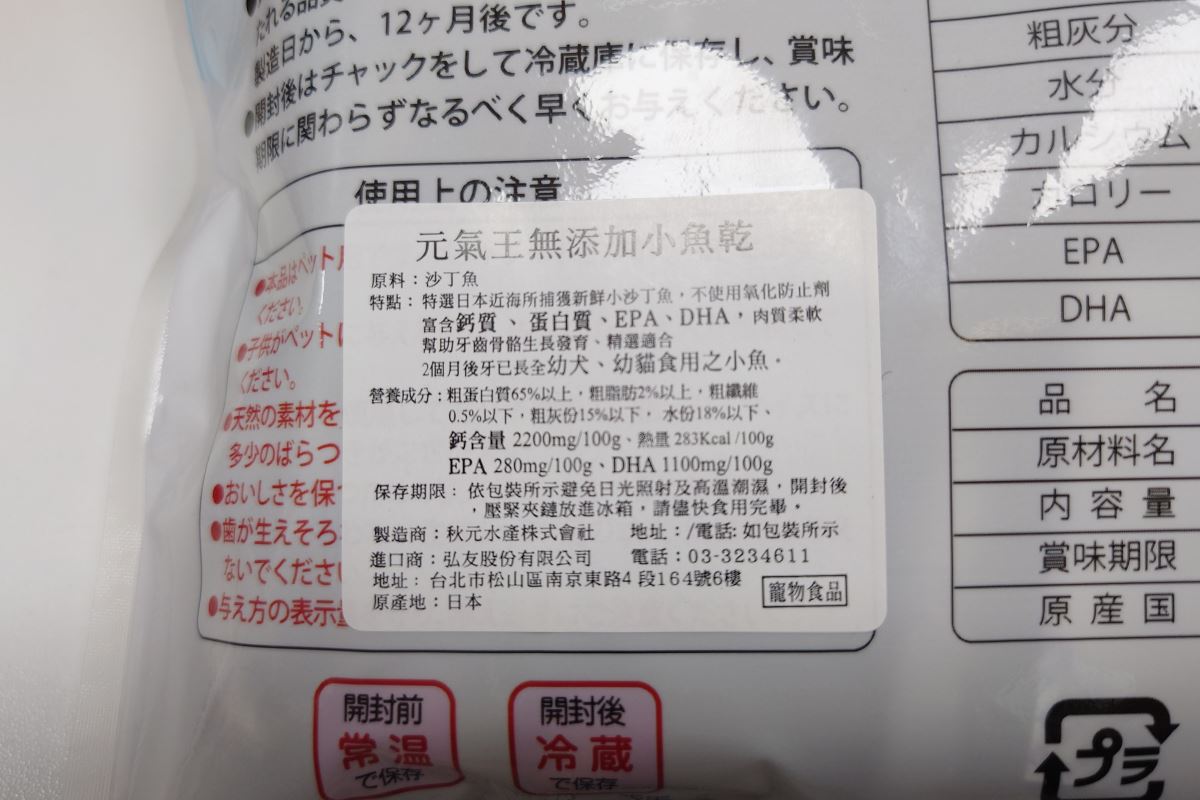 たれる品質
製造日から、12ヶ月後です。
●開封後はチャックをして冷蔵庫に保存し、賞味
期限に関わらずなるべく早くお与えください。
使用上の注意
●本品はペット
ください。
●子供がペットに
ください。
●天然の素材を
多少のばらつ
●おいしさを保
●歯が生えそろ
ないでくださ
●与え方の表示
元氣王無添加小魚乾
原料：沙丁魚
特點：特選日本近海所捕獲新鮮小沙丁魚，不使用氧化防止劑
富含鈣質、蛋白質、EPA、DHA，肉質柔軟
幫助牙齒骨骼生長發育、精選適合
2個月後牙已長全幼犬、幼貓食用之小魚。
營養成分：粗蛋白質65%以上，粗脂肪2%以上，粗纖維
0.5%以下，粗灰份15%以下， 水份18%以下、
鈣含量 2200mg/100g、熱量 283Kcal /100g
EPA 280mg/100g、DHA 1100mg/100g
保存期限：依包裝所示避免日光照射及高溫潮濕，開封後
，壓緊夾鏈放進冰箱，請儘快食用完畢。
製造商：秋元水產株式會社 地址：/電話: 如包裝所示
進口商：弘友股份有限公司 電話：03-3234611
地址：台北市松山區南京東路4 段164號6樓
原產地：日本
寵物食品
粗灰分
水分
カルシウム
カロリー
EPA
DHA
品名
原材料名
内容量
賞味期限
原産国
開封前
常温
で保存
開封後
冷蔵
で保存
プラ